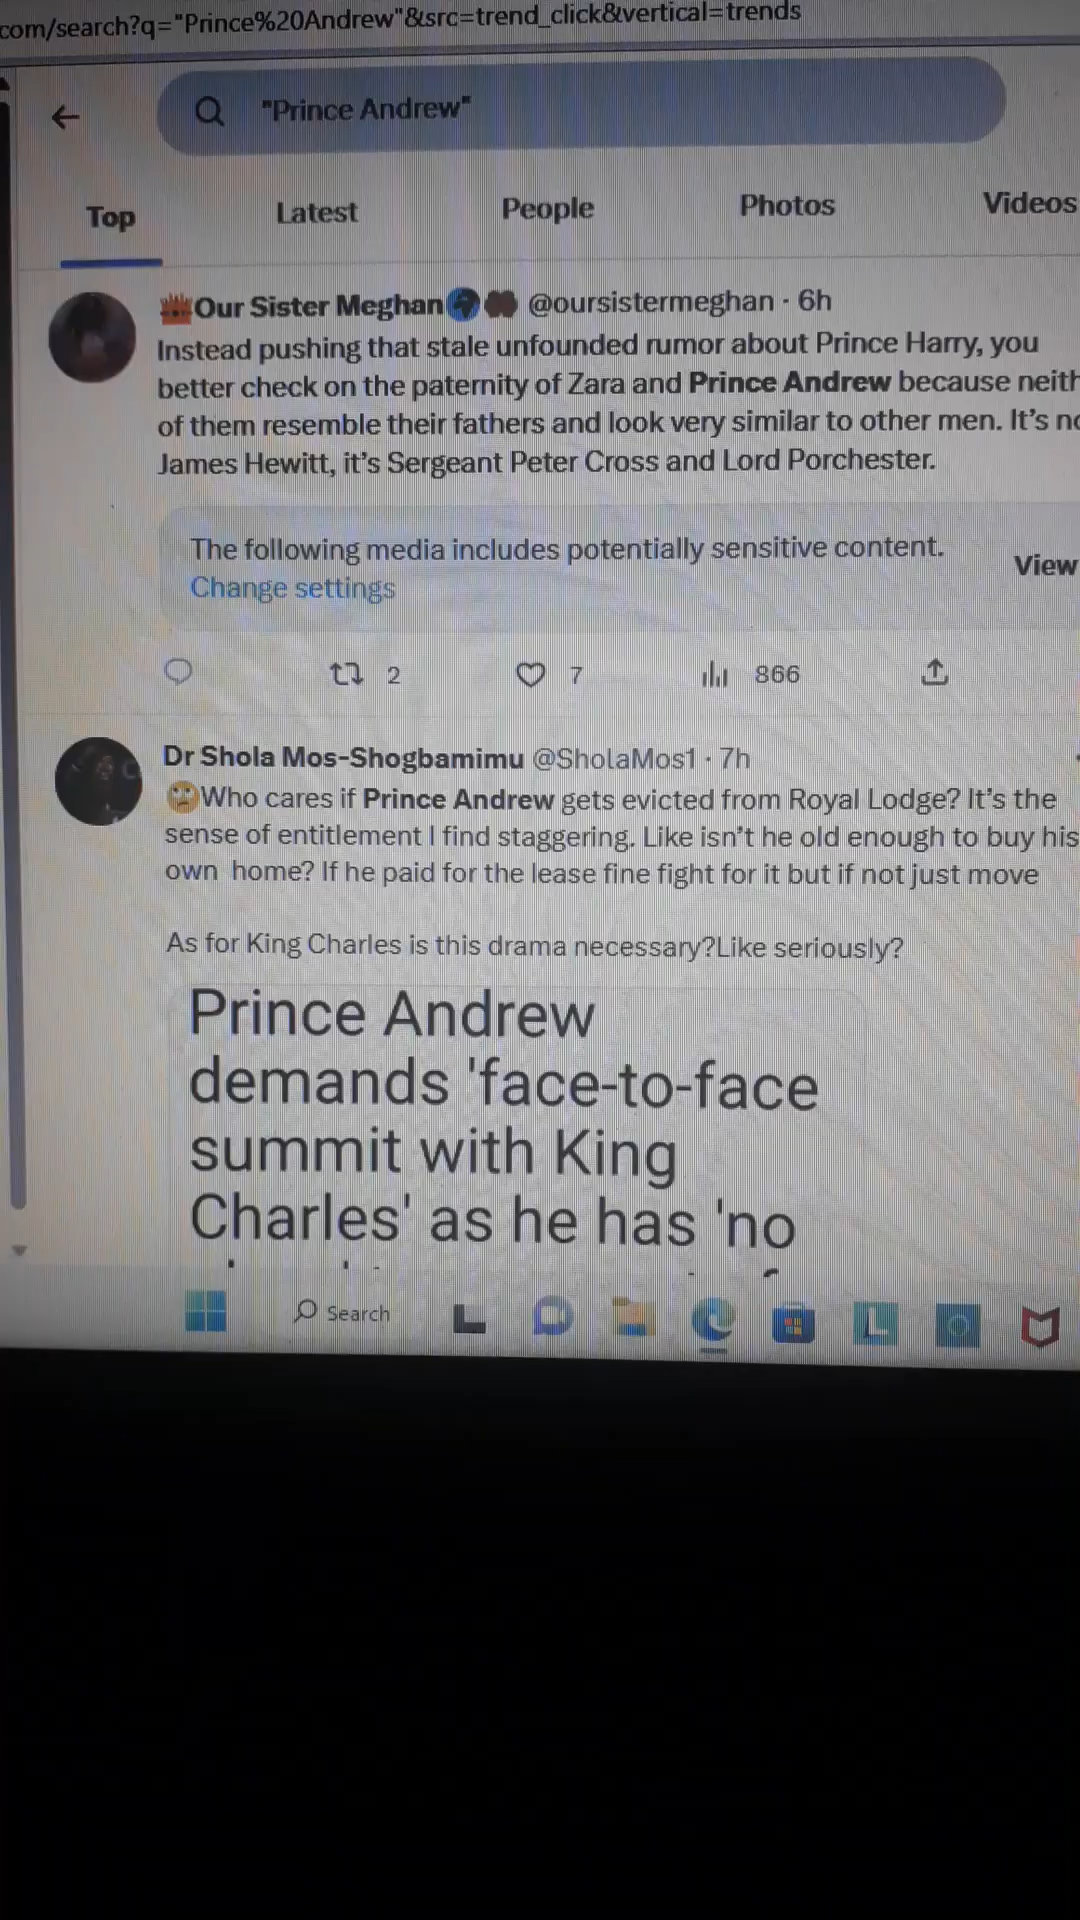 com/search?q="Prince%20Andrew"&src=trend_click&vertical=trends
"Prince Andrew"
Top Latest People Photos Videos
Our Sister Meghan @oursistermeghan · 6h
Instead pushing that stale unfounded rumor about Prince Harry, you
better check on the paternity of Zara and Prince Andrew because neith
of them resemble their fathers and look very similar to other men. It's no
James Hewitt, it's Sergeant Peter Cross and Lord Porchester.
The following media includes potentially sensitive content.
Change settings
View
2 7 866
Dr Shola Mos-Shogbamimu @SholaMos1 · 7h
Who cares if Prince Andrew gets evicted from Royal Lodge? It's the
sense of entitlement I find staggering. Like isn't he old enough to buy his
own home? If he paid for the lease fine fight for it but if not just move
As for King Charles is this drama necessary?Like seriously?
Prince Andrew
demands 'face-to-face
summit with King
Charles' as he has 'no
Search
L